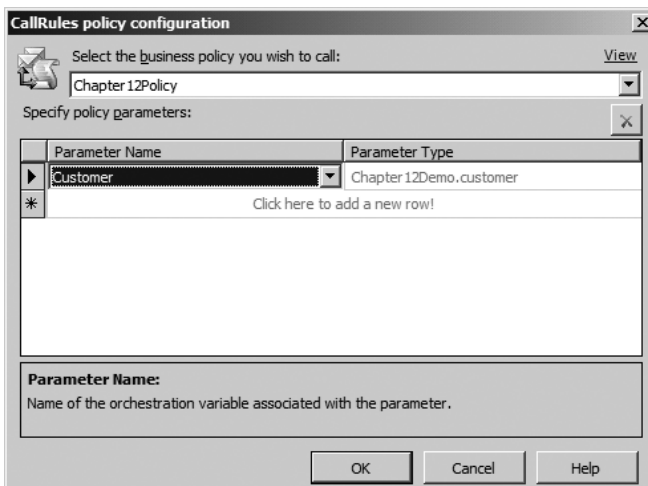 CallRules policy configuration
Select the business policy you wish to call:
View
Chapter12Policy
Specify policy parameters:
Parameter Name
Parameter Type
Customer
Chapter12Demo.customer
Click here to add a new row!
Parameter Name:
Name of the orchestration variable associated with the parameter.
OK
Cancel
Help